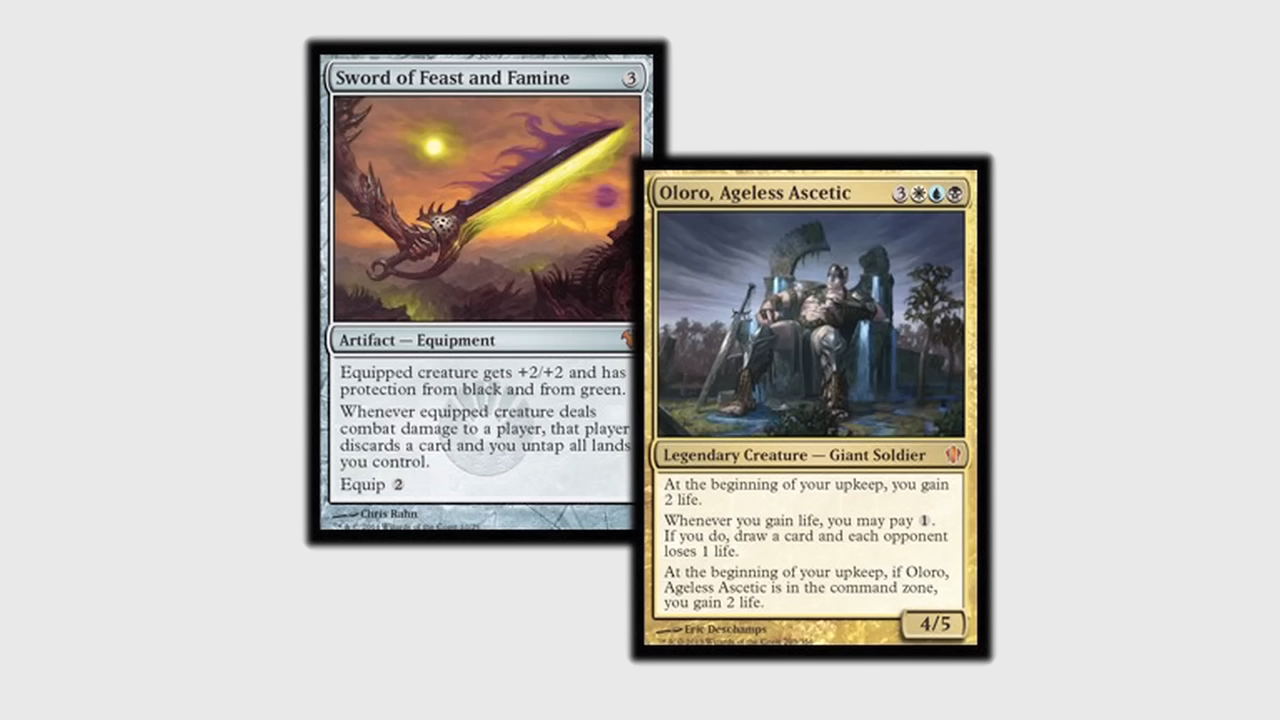 Sword of Feast and Famine 3
Artifact — Equipment
Equipped creature gets +2/+2 and has
protection from black and from green.
Whenever equipped creature deals
combat damage to a player, that player
discards a card and you untap all lands
you control.
Equip 2
Chris Rahn
Oloro, Ageless Ascetic 3
Legendary Creature — Giant Soldier
At the beginning of your upkeep, you gain
2 life.
Whenever you gain life, you may pay 1.
If you do, draw a card and each opponent
loses 1 life.
At the beginning of your upkeep, if Oloro,
Ageless Ascetic is in the command zone,
you gain 2 life.
4/5
Eric Deschamps